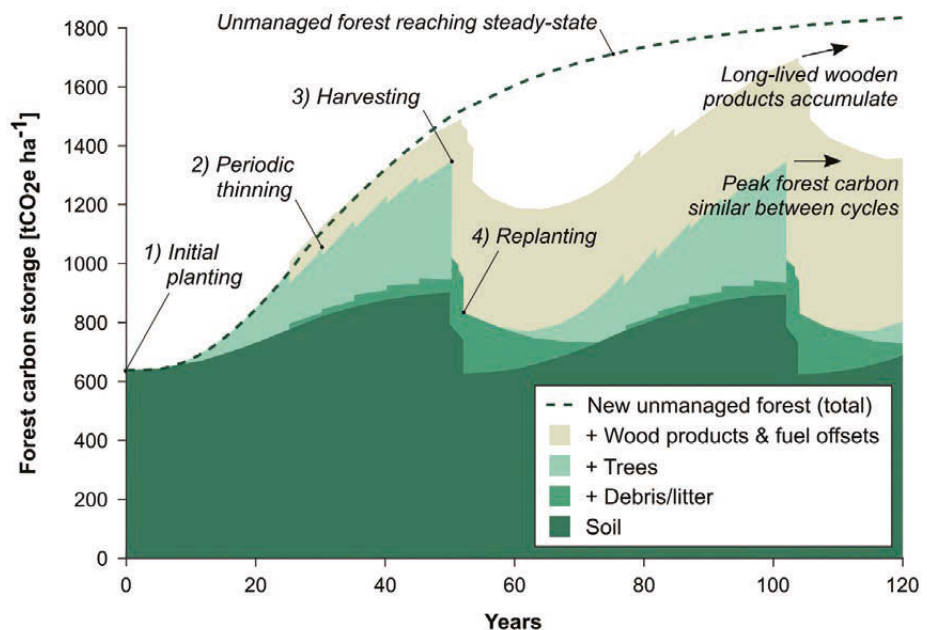 Forest carbon storage [tCO₂e ha⁻¹]
1800
1600
1400
1200
1000
800
600
400
200
0
Unmanaged forest reaching steady-state
3) Harvesting
2) Periodic
thinning
1) Initial
planting
4) Replanting
Long-lived wooden
products accumulate
Peak forest carbon
similar between cycles
New unmanaged forest (total)
+ Wood products & fuel offsets
+ Trees
+ Debris/litter
Soil
0
20
40
60
80
100
120
Years